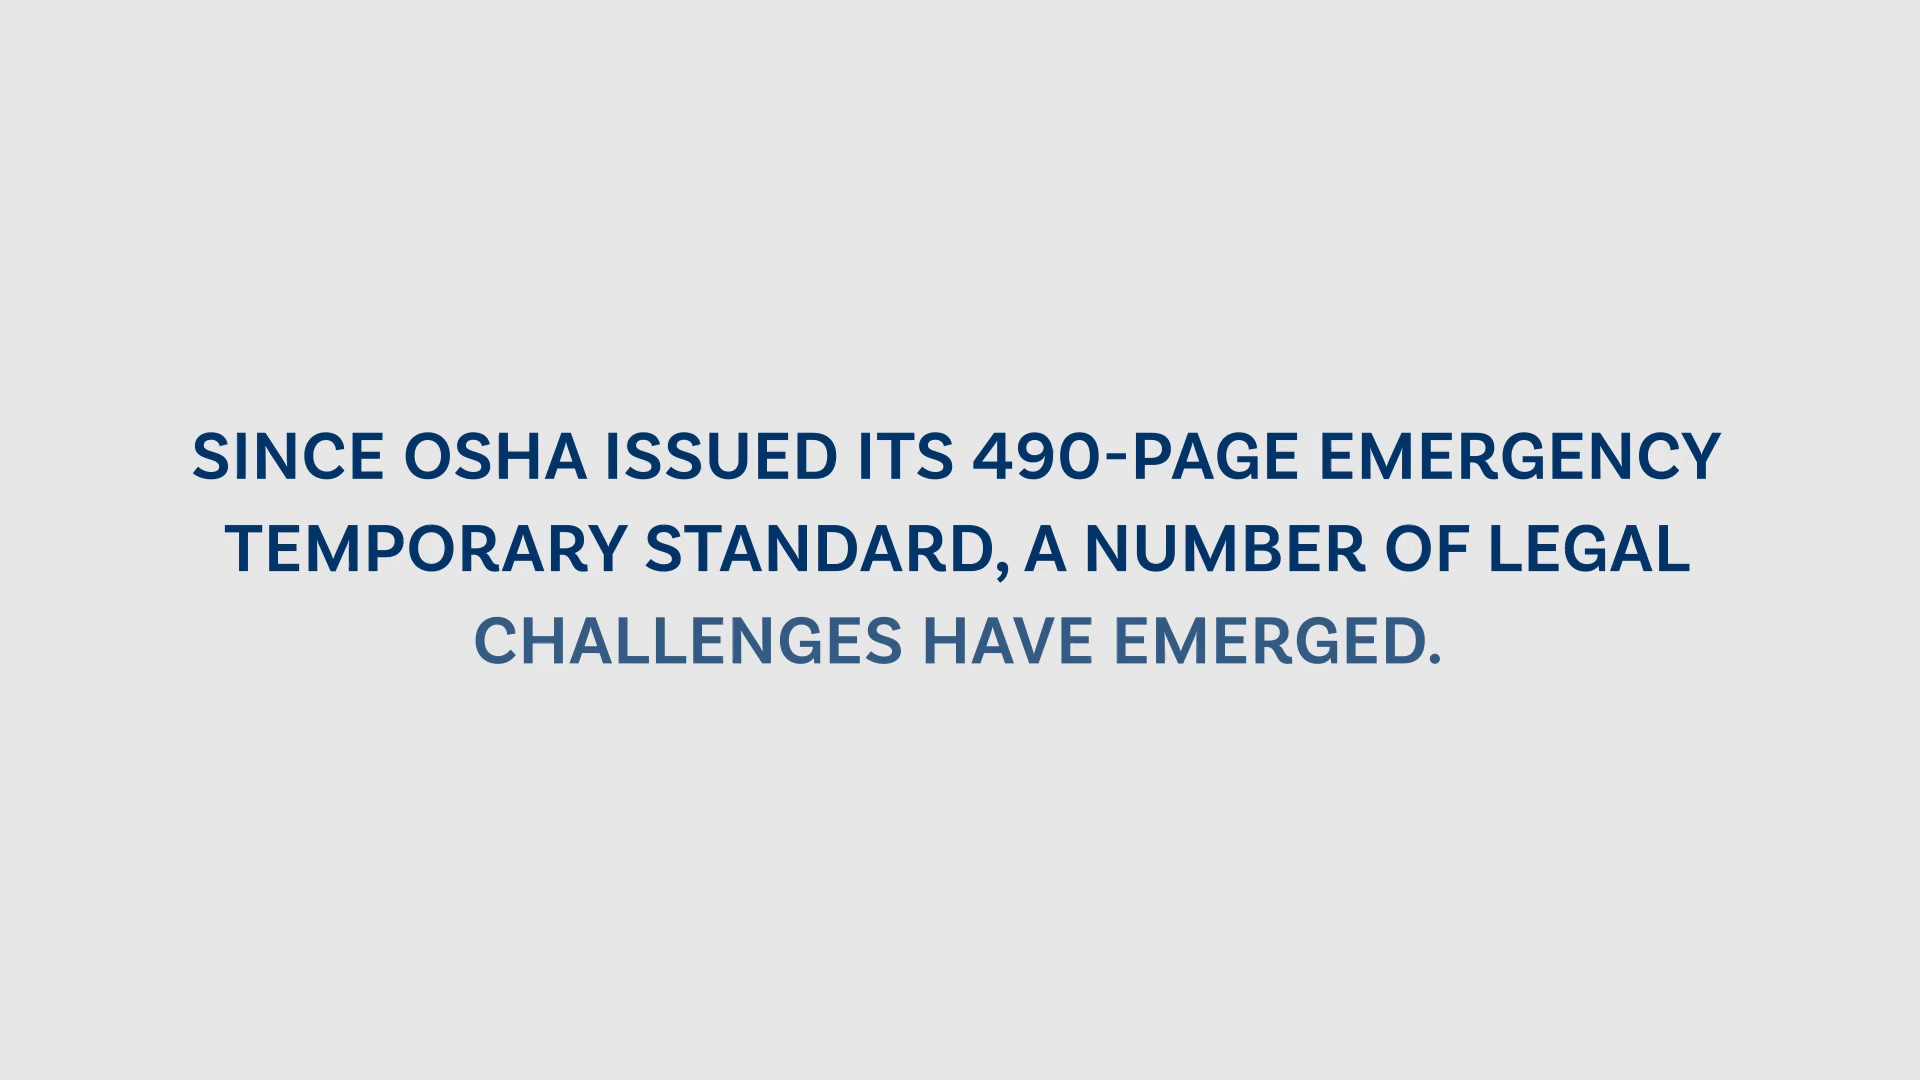 SINCE OSHA ISSUED ITS 490-PAGE EMERGENCY
TEMPORARY STANDARD, A NUMBER OF LEGAL
CHALLENGES HAVE EMERGED.